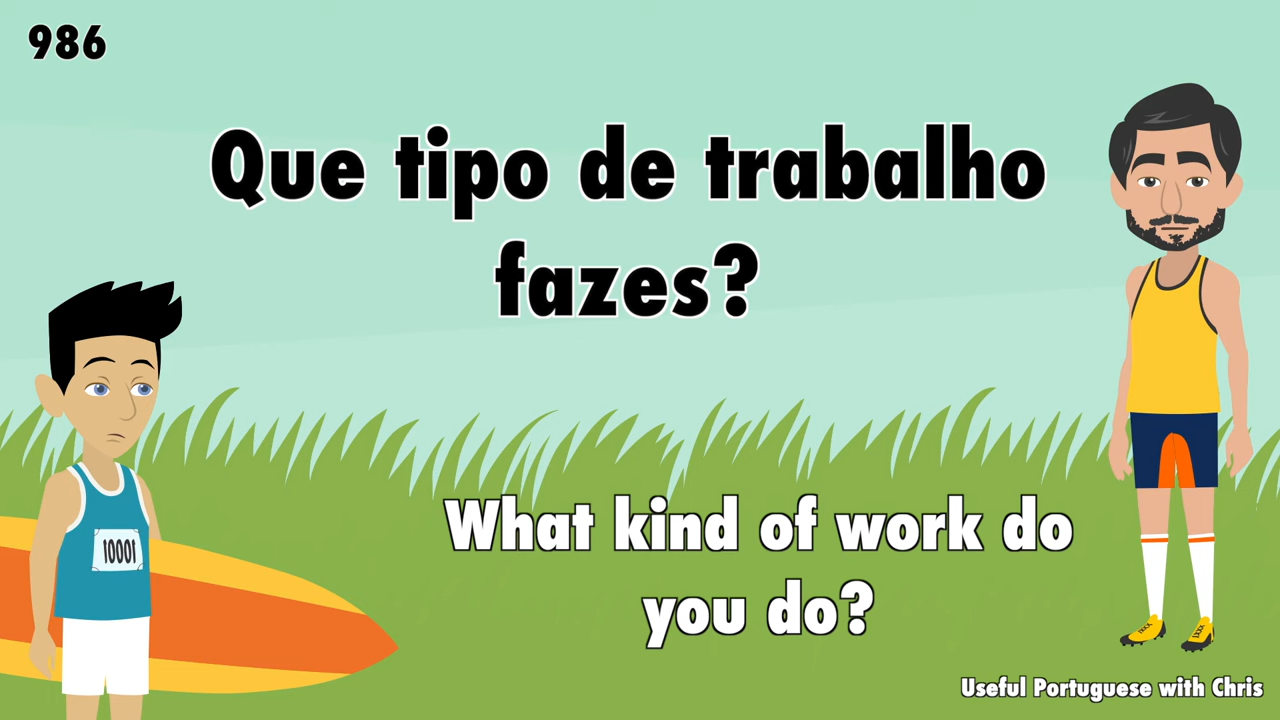 986
Que tipo de trabalho
fazes?
What kind of work do
you do?
10001
Useful Portuguese with Chris